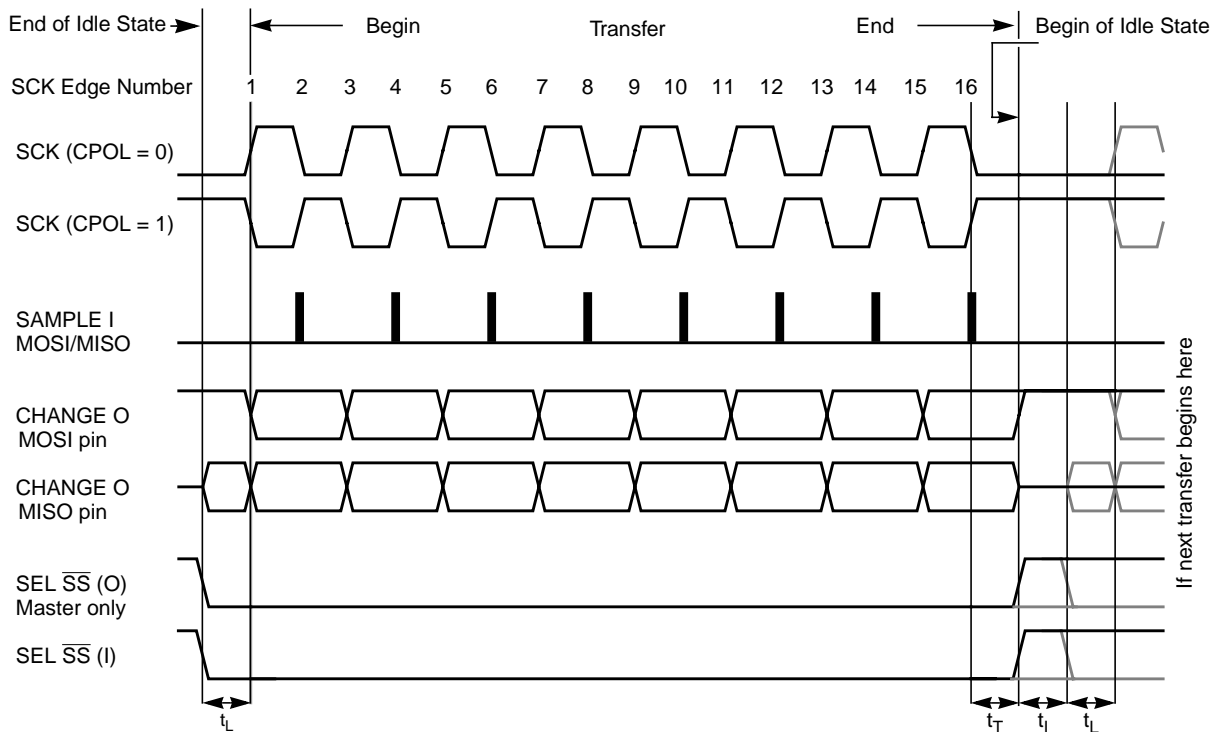 End of Idle State
Begin
Transfer
End
Begin of Idle State
SCK Edge Number
1 2 3 4 5 6 7 8 9 10 11 12 13 14 15 16
SCK (CPOL = 0)
SCK (CPOL = 1)
SAMPLE I
MOSI/MISO
CHANGE O
MOSI pin
CHANGE O
MISO pin
SEL SS (O)
Master only
SEL SS (I)
tL
tT
tI
tL
If next transfer begins here